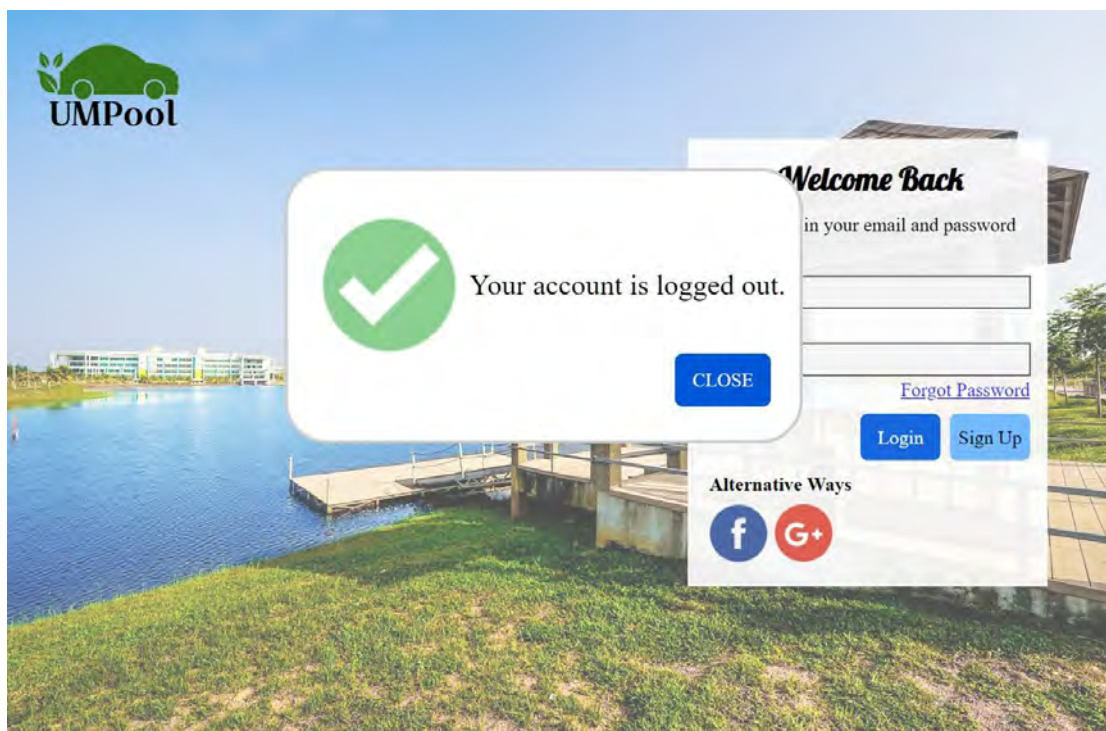 UMPool
Welcome Back
in your email and password
Your account is logged out.
CLOSE
Forgot Password
Login
Sign Up
Alternative Ways
f
G+